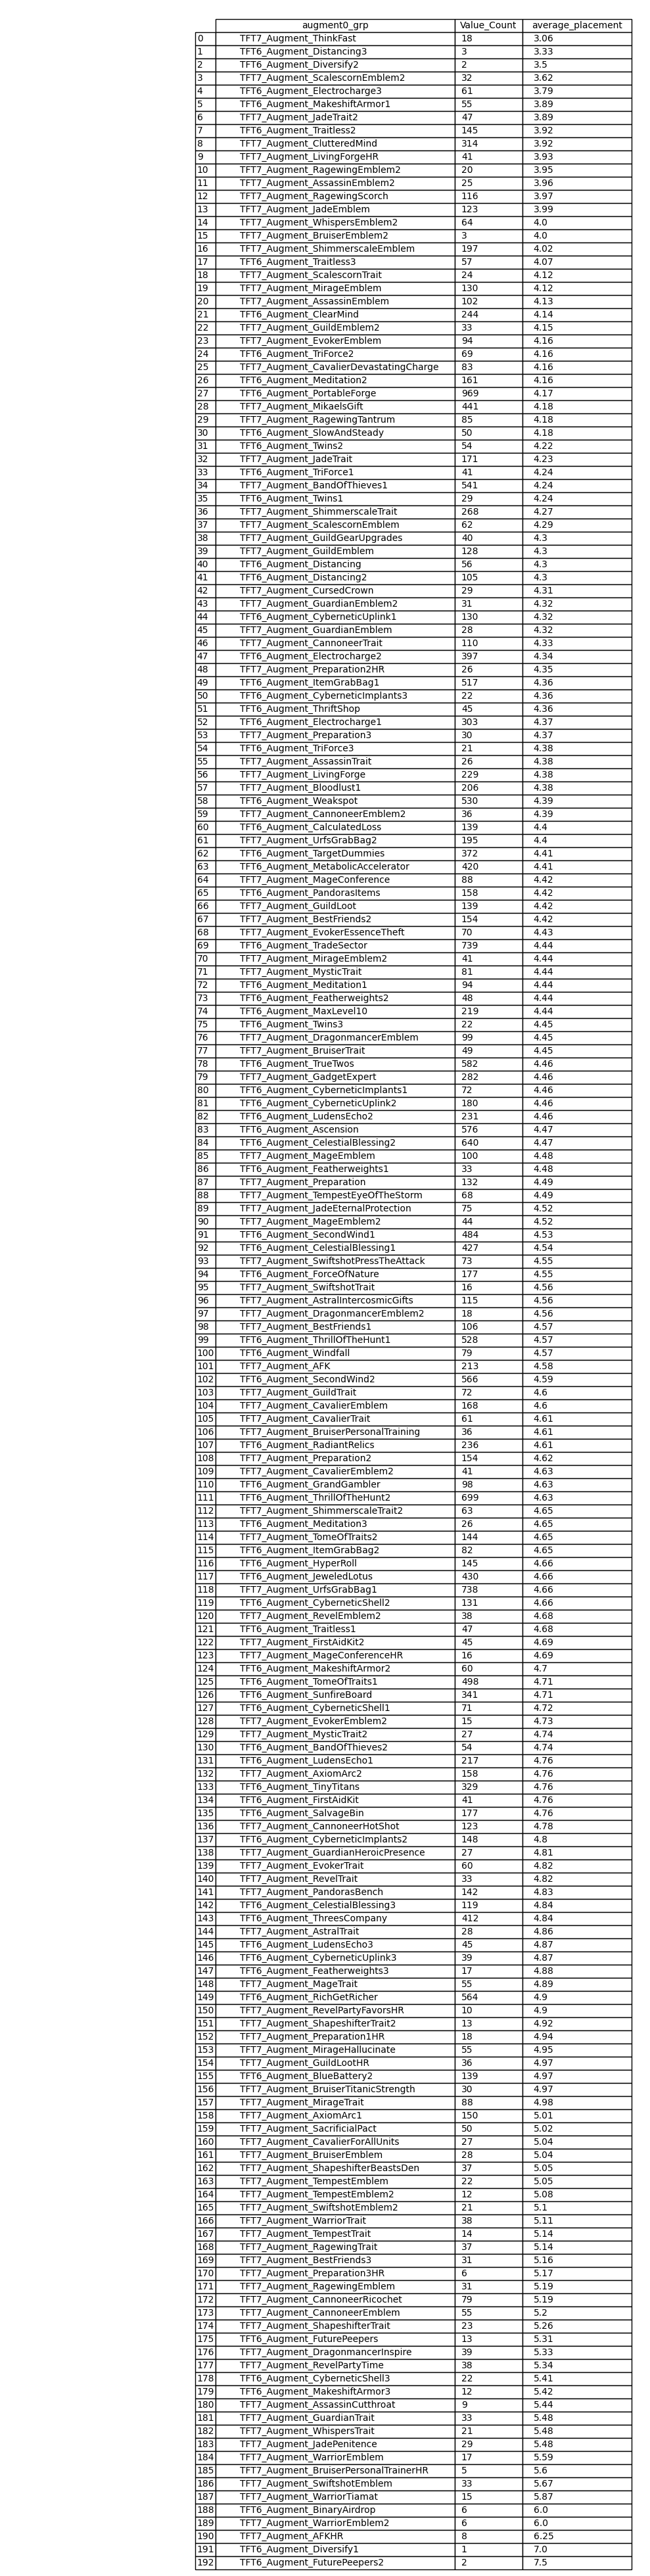 augment0_grp Value_Count average_placement
0 TFT7_Augment_ThinkFast 18 3.06
1 TFT6_Augment_Distancing3 3 3.33
2 TFT6_Augment_Diversify2 2 3.5
3 TFT7_Augment_ScalescornEmblem2 32 3.62
4 TFT6_Augment_Electrocharge3 61 3.79
5 TFT6_Augment_MakeshiftArmor1 55 3.89
6 TFT7_Augment_JadeTrait2 47 3.89
7 TFT6_Augment_Traitless2 145 3.92
8 TFT7_Augment_ClutteredMind 314 3.92
9 TFT7_Augment_LivingForgeHR 41 3.93
10 TFT7_Augment_RagewingEmblem2 20 3.95
11 TFT7_Augment_AssassinEmblem2 25 3.96
12 TFT7_Augment_RagewingScorch 116 3.97
13 TFT7_Augment_JadeEmblem 123 3.99
14 TFT7_Augment_WhispersEmblem2 64 4.0
15 TFT7_Augment_BruiserEmblem2 3 4.0
16 TFT7_Augment_ShimmerscaleEmblem 197 4.02
17 TFT6_Augment_Traitless3 57 4.07
18 TFT7_Augment_ScalescornTrait 24 4.12
19 TFT7_Augment_MirageEmblem 130 4.12
20 TFT7_Augment_AssassinEmblem 102 4.13
21 TFT6_Augment_ClearMind 244 4.14
22 TFT7_Augment_GuildEmblem2 33 4.15
23 TFT7_Augment_EvokerEmblem 94 4.16
24 TFT6_Augment_TriForce2 69 4.16
25 TFT7_Augment_CavalierDevastatingCharge 83 4.16
26 TFT6_Augment_Meditation2 161 4.16
27 TFT6_Augment_PortableForge 969 4.17
28 TFT7_Augment_MikaelsGift 441 4.18
29 TFT7_Augment_RagewingTantrum 85 4.18
30 TFT6_Augment_SlowAndSteady 50 4.18
31 TFT6_Augment_Twins2 54 4.22
32 TFT7_Augment_JadeTrait 171 4.23
33 TFT6_Augment_TriForce1 41 4.24
34 TFT7_Augment_BandOfThieves1 541 4.24
35 TFT6_Augment_Twins1 29 4.24
36 TFT7_Augment_ShimmerscaleTrait 268 4.27
37 TFT7_Augment_ScalescornEmblem 62 4.29
38 TFT7_Augment_GuildGearUpgrades 40 4.3
39 TFT7_Augment_GuildEmblem 128 4.3
40 TFT6_Augment_Distancing 56 4.3
41 TFT6_Augment_Distancing2 105 4.3
42 TFT7_Augment_CursedCrown 29 4.31
43 TFT7_Augment_GuardianEmblem2 31 4.32
44 TFT6_Augment_CyberneticUplink1 130 4.32
45 TFT7_Augment_GuardianEmblem 28 4.32
46 TFT7_Augment_CannoneerTrait 110 4.33
47 TFT6_Augment_Electrocharge2 397 4.34
48 TFT7_Augment_Preparation2HR 26 4.35
49 TFT6_Augment_ItemGrabBag1 517 4.36
50 TFT6_Augment_CyberneticImplants3 22 4.36
51 TFT6_Augment_ThriftShop 45 4.36
52 TFT6_Augment_Electrocharge1 303 4.37
53 TFT7_Augment_Preparation3 30 4.37
54 TFT6_Augment_TriForce3 21 4.38
55 TFT7_Augment_AssassinTrait 26 4.38
56 TFT7_Augment_LivingForge 229 4.38
57 TFT7_Augment_Bloodlust1 206 4.38
58 TFT6_Augment_Weakspot 530 4.39
59 TFT7_Augment_CannoneerEmblem2 36 4.39
60 TFT6_Augment_CalculatedLoss 139 4.4
61 TFT7_Augment_UrfsGrabBag2 195 4.4
62 TFT6_Augment_TargetDummies 372 4.41
63 TFT6_Augment_MetabolicAccelerator 420 4.41
64 TFT7_Augment_MageConference 88 4.42
65 TFT6_Augment_PandorasItems 158 4.42
66 TFT7_Augment_GuildLoot 139 4.42
67 TFT7_Augment_BestFriends2 154 4.42
68 TFT7_Augment_EvokerEssenceTheft 70 4.43
69 TFT6_Augment_TradeSector 739 4.44
70 TFT7_Augment_MirageEmblem2 41 4.44
71 TFT7_Augment_MysticTrait 81 4.44
72 TFT6_Augment_Meditation1 94 4.44
73 TFT6_Augment_Featherweights2 48 4.44
74 TFT7_Augment_MaxLevel10 219 4.44
75 TFT6_Augment_Twins3 22 4.45
76 TFT7_Augment_DragonmancerEmblem 99 4.45
77 TFT7_Augment_BruiserTrait 49 4.45
78 TFT6_Augment_TrueTwos 582 4.46
79 TFT7_Augment_GadgetExpert 282 4.46
80 TFT6_Augment_CyberneticImplants1 72 4.46
81 TFT6_Augment_CyberneticUplink2 180 4.46
82 TFT6_Augment_LudensEcho2 231 4.46
83 TFT6_Augment_Ascension 576 4.47
84 TFT6_Augment_CelestialBlessing2 640 4.47
85 TFT7_Augment_MageEmblem 100 4.48
86 TFT6_Augment_Featherweights1 33 4.48
87 TFT7_Augment_Preparation 132 4.49
88 TFT7_Augment_TempestEyeOfTheStorm 68 4.49
89 TFT7_Augment_JadeEternalProtection 75 4.52
90 TFT7_Augment_MageEmblem2 44 4.52
91 TFT6_Augment_SecondWind1 484 4.53
92 TFT6_Augment_CelestialBlessing1 427 4.54
93 TFT7_Augment_SwiftshotPressTheAttack 73 4.55
94 TFT6_Augment_ForceOfNature 177 4.55
95 TFT7_Augment_SwiftshotTrait 16 4.56
96 TFT7_Augment_AstralIntercosmicGifts 115 4.56
97 TFT7_Augment_DragonmancerEmblem2 18 4.56
98 TFT7_Augment_BestFriends1 106 4.57
99 TFT6_Augment_ThrillOfTheHunt1 528 4.57
100 TFT6_Augment_Windfall 79 4.57
101 TFT7_Augment_AFK 213 4.58
102 TFT6_Augment_SecondWind2 566 4.59
103 TFT7_Augment_GuildTrait 72 4.6
104 TFT7_Augment_CavalierEmblem 168 4.6
105 TFT7_Augment_CavalierTrait 61 4.61
106 TFT7_Augment_BruiserPersonalTraining 36 4.61
107 TFT6_Augment_RadiantRelics 236 4.61
108 TFT7_Augment_Preparation2 154 4.62
109 TFT7_Augment_CavalierEmblem2 41 4.63
110 TFT6_Augment_GrandGambler 98 4.63
111 TFT6_Augment_ThrillOfTheHunt2 699 4.63
112 TFT7_Augment_ShimmerscaleTrait2 63 4.65
113 TFT6_Augment_Meditation3 26 4.65
114 TFT7_Augment_TomeOfTraits2 144 4.65
115 TFT6_Augment_ItemGrabBag2 82 4.65
116 TFT6_Augment_HyperRoll 145 4.66
117 TFT6_Augment_JeweledLotus 430 4.66
118 TFT7_Augment_UrfsGrabBag1 738 4.66
119 TFT6_Augment_CyberneticShell2 131 4.66
120 TFT7_Augment_RevelEmblem2 38 4.68
121 TFT6_Augment_Traitless1 47 4.68
122 TFT7_Augment_FirstAidKit2 45 4.69
123 TFT7_Augment_MageConferenceHR 16 4.69
124 TFT6_Augment_MakeshiftArmor2 60 4.7
125 TFT6_Augment_TomeOfTraits1 498 4.71
126 TFT6_Augment_SunfireBoard 341 4.71
127 TFT6_Augment_CyberneticShell1 71 4.72
128 TFT7_Augment_EvokerEmblem2 15 4.73
129 TFT7_Augment_MysticTrait2 27 4.74
130 TFT6_Augment_BandOfThieves2 54 4.74
131 TFT6_Augment_LudensEcho1 217 4.76
132 TFT7_Augment_AxiomArc2 158 4.76
133 TFT6_Augment_TinyTitans 329 4.76
134 TFT6_Augment_FirstAidKit 41 4.76
135 TFT6_Augment_SalvageBin 177 4.76
136 TFT7_Augment_CannoneerHotShot 123 4.78
137 TFT6_Augment_CyberneticImplants2 148 4.8
138 TFT7_Augment_GuardianHeroicPresence 27 4.81
139 TFT7_Augment_EvokerTrait 60 4.82
140 TFT7_Augment_RevelTrait 33 4.82
141 TFT7_Augment_PandorasBench 142 4.83
142 TFT6_Augment_CelestialBlessing3 119 4.84
143 TFT6_Augment_ThreesCompany 412 4.84
144 TFT7_Augment_AstralTrait 28 4.86
145 TFT6_Augment_LudensEcho3 45 4.87
146 TFT6_Augment_CyberneticUplink3 39 4.87
147 TFT6_Augment_Featherweights3 17 4.88
148 TFT7_Augment_MageTrait 55 4.89
149 TFT6_Augment_RichGetRicher 564 4.9
150 TFT7_Augment_RevelPartyFavorsHR 10 4.9
151 TFT7_Augment_ShapeshifterTrait2 13 4.92
152 TFT7_Augment_Preparation1HR 18 4.94
153 TFT7_Augment_MirageHallucinate 55 4.95
154 TFT7_Augment_GuildLootHR 36 4.97
155 TFT6_Augment_BlueBattery2 139 4.97
156 TFT7_Augment_BruiserTitanicStrength 30 4.97
157 TFT7_Augment_MirageTrait 88 4.98
158 TFT7_Augment_AxiomArc1 150 5.01
159 TFT7_Augment_SacrificialPact 50 5.02
160 TFT7_Augment_CavalierForAllUnits 27 5.04
161 TFT7_Augment_BruiserEmblem 28 5.04
162 TFT7_Augment_ShapeshifterBeastsDen 37 5.05
163 TFT7_Augment_TempestEmblem 22 5.05
164 TFT7_Augment_TempestEmblem2 12 5.08
165 TFT7_Augment_SwiftshotEmblem2 21 5.1
166 TFT7_Augment_WarriorTrait 38 5.11
167 TFT7_Augment_TempestTrait 14 5.14
168 TFT7_Augment_RagewingTrait 37 5.14
169 TFT7_Augment_BestFriends3 31 5.16
170 TFT7_Augment_Preparation3HR 6 5.17
171 TFT7_Augment_RagewingEmblem 31 5.19
172 TFT7_Augment_CannoneerRicochet 79 5.19
173 TFT7_Augment_CannoneerEmblem 55 5.2
174 TFT7_Augment_ShapeshifterTrait 23 5.26
175 TFT6_Augment_FuturePeepers 13 5.31
176 TFT7_Augment_DragonmancerInspire 39 5.33
177 TFT7_Augment_RevelPartyTime 38 5.34
178 TFT6_Augment_CyberneticShell3 22 5.41
179 TFT6_Augment_MakeshiftArmor3 12 5.42
180 TFT7_Augment_AssassinCutthroat 9 5.44
181 TFT7_Augment_GuardianTrait 33 5.48
182 TFT7_Augment_WhispersTrait 21 5.48
183 TFT7_Augment_JadePenitence 29 5.48
184 TFT7_Augment_WarriorEmblem 17 5.59
185 TFT7_Augment_BruiserPersonalTrainerHR 5 5.6
186 TFT7_Augment_SwiftshotEmblem 33 5.67
187 TFT7_Augment_WarriorTiamat 15 5.87
188 TFT6_Augment_BinaryAirdrop 6 6.0
189 TFT7_Augment_WarriorEmblem2 6 6.0
190 TFT7_Augment_AFKHR 8 6.25
191 TFT6_Augment_Diversify1 1 7.0
192 TFT6_Augment_FuturePeepers2 2 7.5